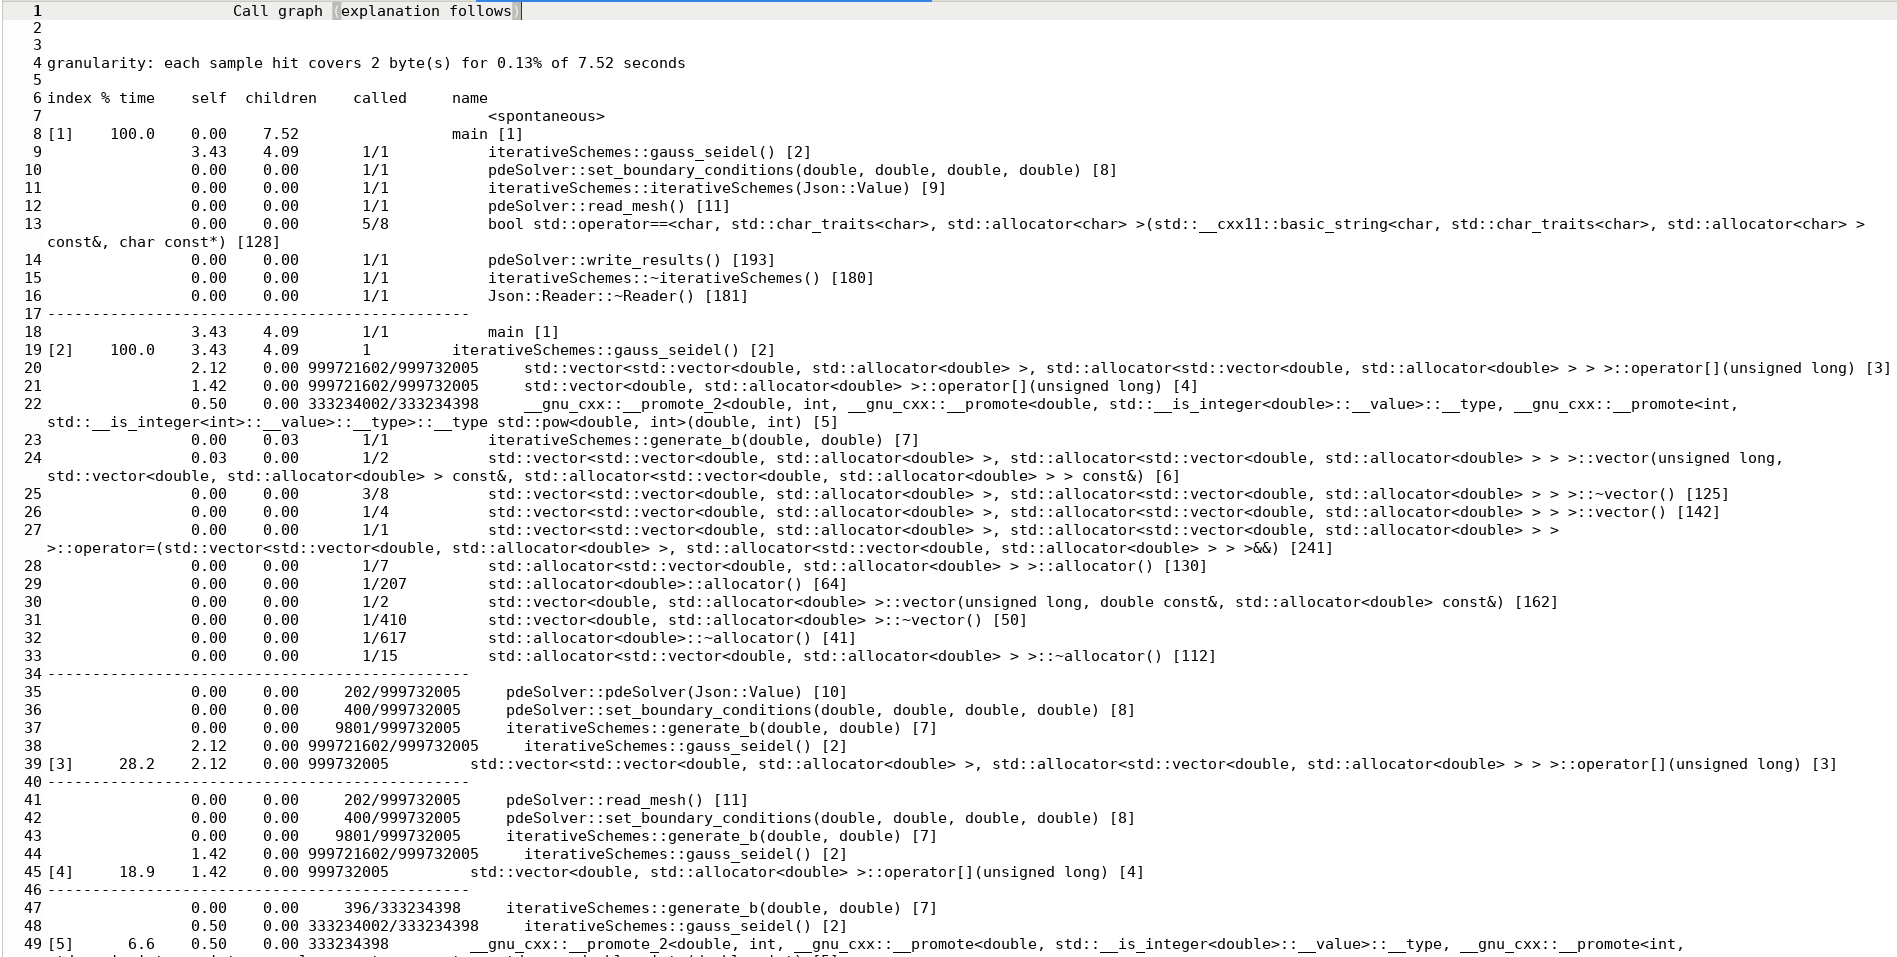 1 Call graph (explanation follows)
2
3
4 granularity: each sample hit covers 2 byte(s) for 0.13% of 7.52 seconds
5
6 index % time    self  children    called     name
7 <spontaneous>
8 [1]    100.0    0.00    7.52                 main [1]
9 3.43    4.09       1/1           iterativeSchemes::gauss_seidel() [2]
10 0.00    0.00       1/1           pdeSolver::set_boundary_conditions(double, double, double, double) [8]
11 0.00    0.00       1/1           iterativeSchemes::iterativeSchemes(Json::Value) [9]
12 0.00    0.00       1/1           pdeSolver::read_mesh() [11]
13 0.00    0.00       5/8           bool std::operator==<char, std::char_traits<char>, std::allocator<char> >(std::__cxx11::basic_string<char, std::char_traits<char>, std::allocator<char> >
const&, char const*) [128]
14 0.00    0.00       1/1           pdeSolver::write_results() [193]
15 0.00    0.00       1/1           iterativeSchemes::~iterativeSchemes() [180]
16 0.00    0.00       1/1           Json::Reader::~Reader() [181]
17 -----------------------------------------------
18 3.43    4.09       1/1           main [1]
19 [2]    100.0    3.43    4.09       1         iterativeSchemes::gauss_seidel() [2]
20 2.12    0.00 999721602/999732005     std::vector<std::vector<double, std::allocator<double> >, std::allocator<std::vector<double, std::allocator<double> > > >::operator[](unsigned long) [3]
21 1.42    0.00 999721602/999732005     std::vector<double, std::allocator<double> >::operator[](unsigned long) [4]
22 0.50    0.00 333234002/333234398     __gnu_cxx::__promote_2<double, int, __gnu_cxx::__promote<double, std::__is_integer<double>::__value>::__type, __gnu_cxx::__promote<int,
std::__is_integer<int>::__value>::__type>::__type std::pow<double, int>(double, int) [5]
23 0.00    0.03       1/1           iterativeSchemes::generate_b(double, double) [7]
24 0.03    0.00       1/2           std::vector<std::vector<double, std::allocator<double> >, std::allocator<std::vector<double, std::allocator<double> > > >::vector(unsigned long,
std::vector<double, std::allocator<double> > const&, std::allocator<std::vector<double, std::allocator<double> > > const&) [6]
25 0.00    0.00       3/8           std::vector<std::vector<double, std::allocator<double> >, std::allocator<std::vector<double, std::allocator<double> > > >::~vector() [125]
26 0.00    0.00       1/4           std::vector<std::vector<double, std::allocator<double> >, std::allocator<std::vector<double, std::allocator<double> > > >::vector() [142]
27 0.00    0.00       1/1           std::vector<std::vector<double, std::allocator<double> >, std::allocator<std::vector<double, std::allocator<double> > >
>::operator=(std::vector<std::vector<double, std::allocator<double> >, std::allocator<std::vector<double, std::allocator<double> > > >&&) [241]
28 0.00    0.00       1/7           std::allocator<std::vector<double, std::allocator<double> > >::allocator() [130]
29 0.00    0.00       1/207         std::allocator<double>::allocator() [64]
30 0.00    0.00       1/2           std::vector<double, std::allocator<double> >::vector(unsigned long, double const&, std::allocator<double> const&) [162]
31 0.00    0.00       1/410         std::vector<double, std::allocator<double> >::~vector() [50]
32 0.00    0.00       1/617         std::allocator<double>::~allocator() [41]
33 0.00    0.00       1/15          std::allocator<std::vector<double, std::allocator<double> > >::~allocator() [112]
34 -----------------------------------------------
35 0.00    0.00     202/999732005     pdeSolver::pdeSolver(Json::Value) [10]
36 0.00    0.00     400/999732005     pdeSolver::set_boundary_conditions(double, double, double, double) [8]
37 0.00    0.00    9801/999732005     iterativeSchemes::generate_b(double, double) [7]
38 2.12    0.00 999721602/999732005     iterativeSchemes::gauss_seidel() [2]
39 [3]     28.2    2.12    0.00 999732005         std::vector<std::vector<double, std::allocator<double> >, std::allocator<std::vector<double, std::allocator<double> > > >::operator[](unsigned long) [3]
40 -----------------------------------------------
41 0.00    0.00     202/999732005     pdeSolver::read_mesh() [11]
42 0.00    0.00     400/999732005     pdeSolver::set_boundary_conditions(double, double, double, double) [8]
43 0.00    0.00    9801/999732005     iterativeSchemes::generate_b(double, double) [7]
44 1.42    0.00 999721602/999732005     iterativeSchemes::gauss_seidel() [2]
45 [4]     18.9    1.42    0.00 999732005         std::vector<double, std::allocator<double> >::operator[](unsigned long) [4]
46 -----------------------------------------------
47 0.00    0.00     396/333234398     iterativeSchemes::generate_b(double, double) [7]
48 0.50    0.00 333234002/333234398     iterativeSchemes::gauss_seidel() [2]
49 [5]      6.6    0.50    0.00 333234398         __gnu_cxx::__promote_2<double, int, __gnu_cxx::__promote<double, std::__is_integer<double>::__value>::__type, __gnu_cxx::__promote<int,